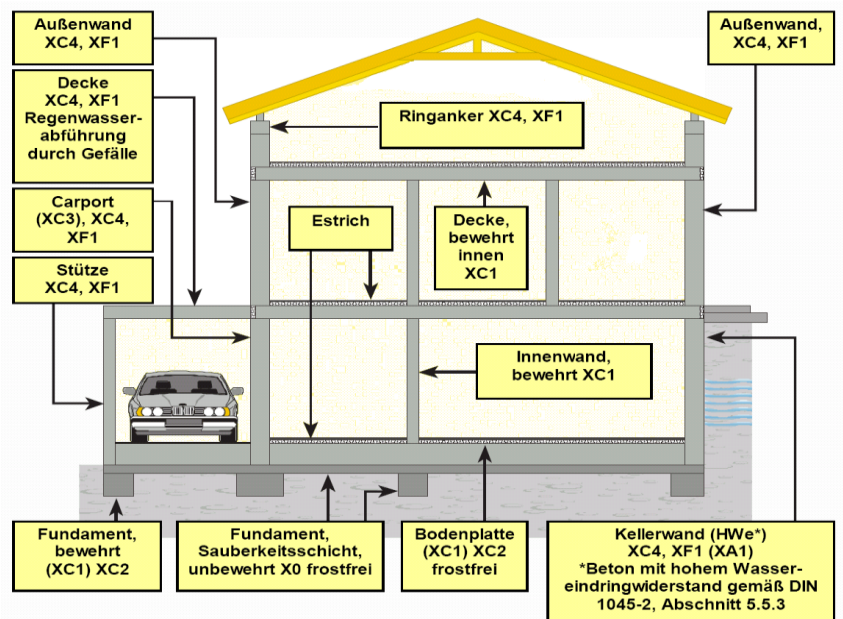 Außenwand
XC4, XF1
Außenwand,
XC4, XF1
Decke
XC4, XF1
Regenwasser-
abführung
durch Gefälle
Ringanker XC4, XF1
Carport
(XC3), XC4,
XF1
Estrich
Decke,
bewehrt
innen
XC1
Stütze
XC4, XF1
Innenwand,
bewehrt XC1
Fundament,
bewehrt
(XC1) XC2
Fundament,
Sauberkeitsschicht,
unbewehrt X0 frostfrei
Bodenplatte
(XC1) XC2
frostfrei
Kellerwand (HWe*)
XC4, XF1 (XA1)
*Beton mit hohem Wasser-
eindringwiderstand gemäß DIN
1045-2, Abschnitt 5.5.3